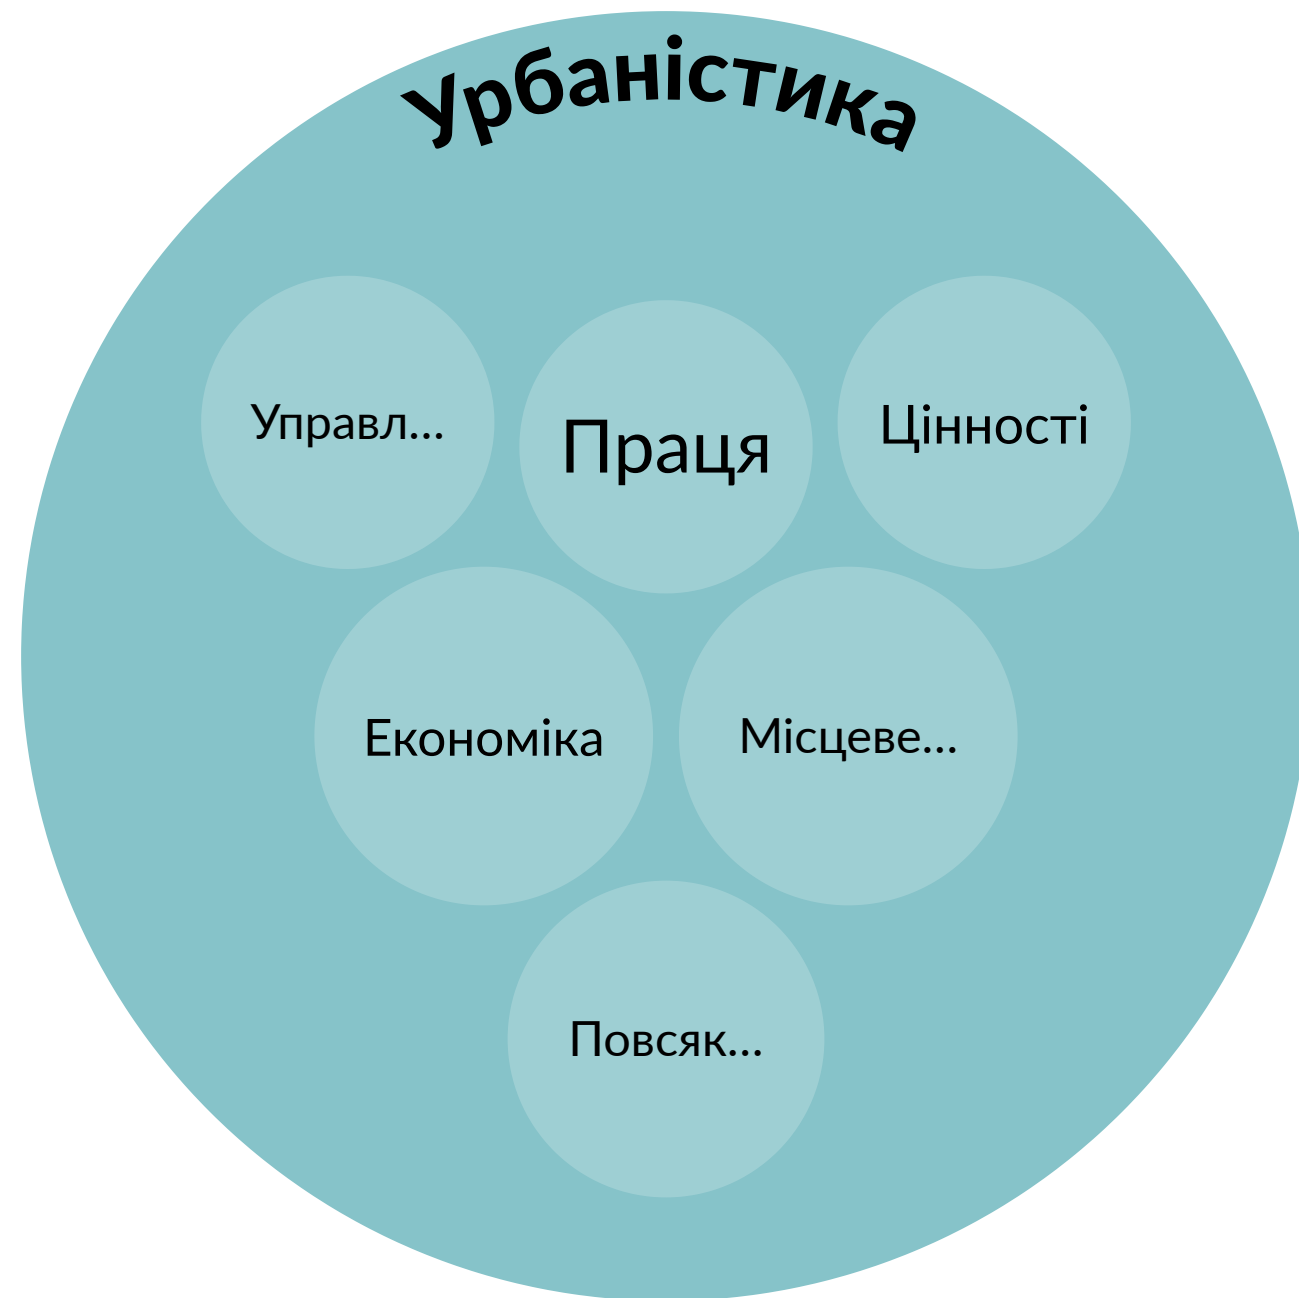 Урбаністика
Управл...
Праця
Цінності
Економіка
Місцеве...
Повсяк...